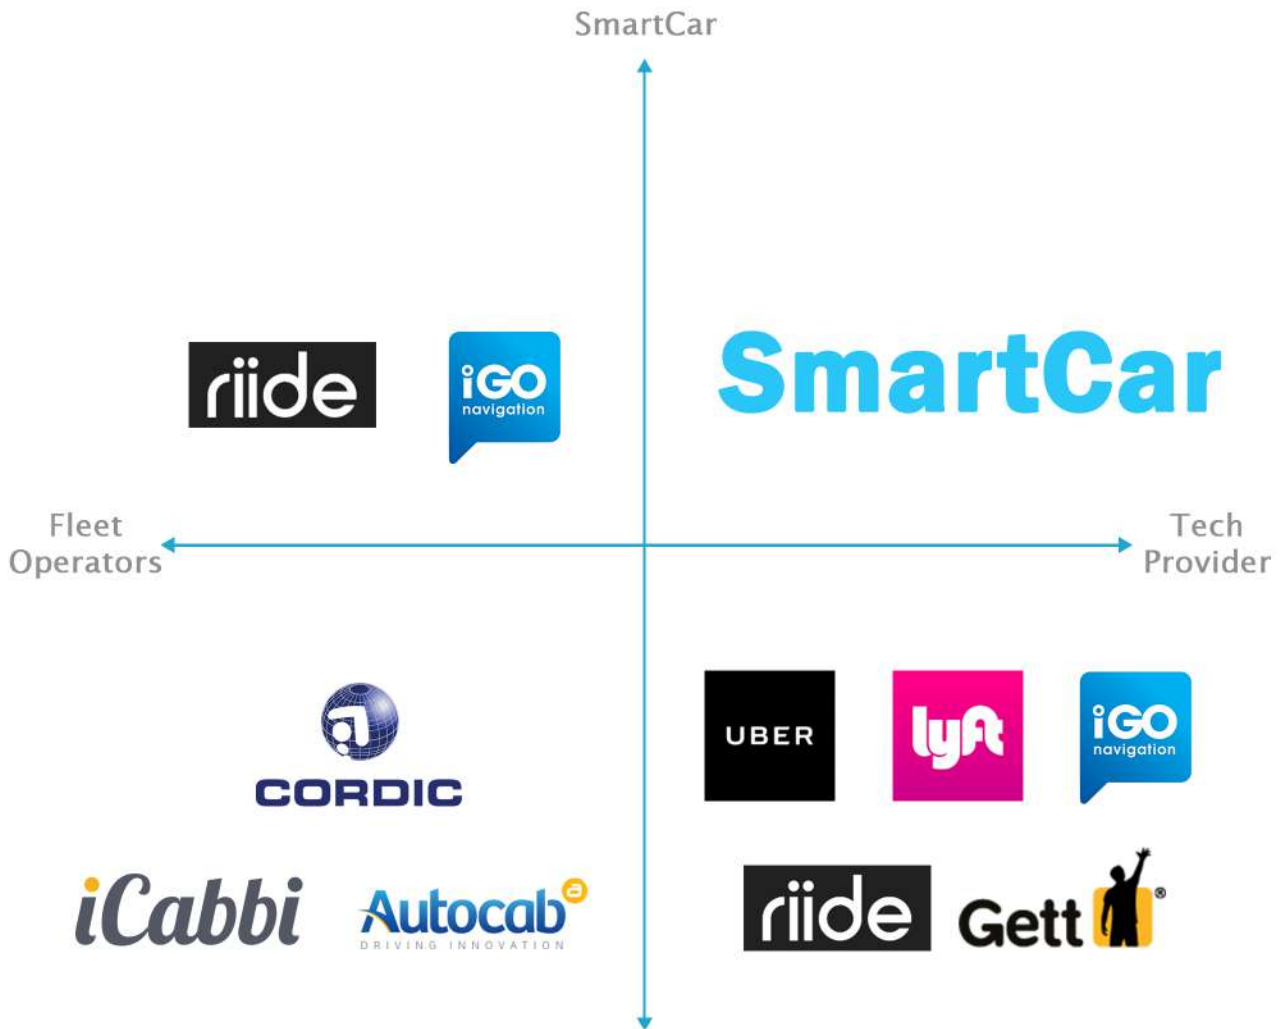 SmartCar
riide
iGO
navigation
SmartCar
Fleet
Operators
Tech
Provider
CORDIC
UBER
lyft
iGO
navigation
iCabbi
Autocab a
DRIVING INNOVATION
riide
Gett ®